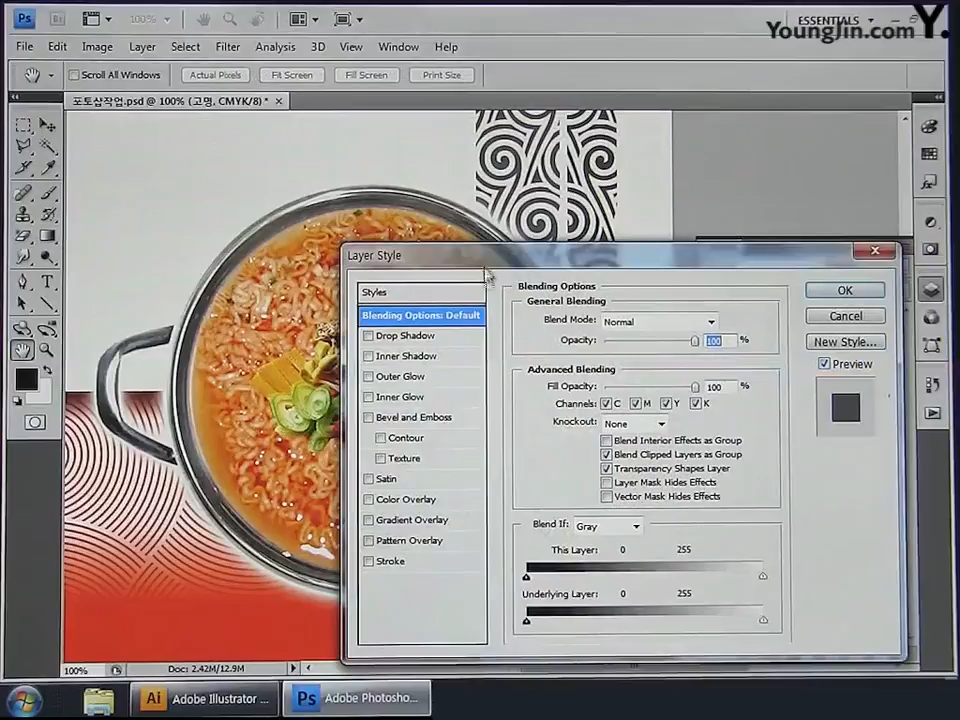 Ps
Br
100%
ESSENTIALS
Y.
YoungJin.com
File Edit Image Layer Select Filter Analysis 3D View Window Help
Scroll All Windows Actual Pixels Fit Screen Fill Screen Print Size
포토샵작업.psd @ 100% (고명, CMYK/8) *
Layer Style
Styles
Blending Options: Default
Drop Shadow
Inner Shadow
Outer Glow
Inner Glow
Bevel and Emboss
Contour
Texture
Satin
Color Overlay
Gradient Overlay
Pattern Overlay
Stroke
Blending Options
General Blending
Blend Mode: Normal
Opacity: 100 %
Advanced Blending
Fill Opacity: 100 %
Channels: C M Y K
Knockout: None
Blend Interior Effects as Group
Blend Clipped Layers as Group
Transparency Shapes Layer
Layer Mask Hides Effects
Vector Mask Hides Effects
Blend If: Gray
This Layer: 0 255
Underlying Layer: 0 255
OK
Cancel
New Style...
Preview
100% Doc: 2.42M/12.9M
Ai Adobe Illustrator ...
Ps Adobe Photosho...